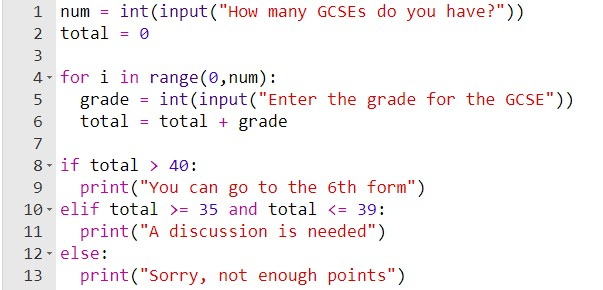 1 num = int(input("How many GCSEs do you have?"))
2 total = 0
3
4 for i in range(0,num):
5   grade = int(input("Enter the grade for the GCSE"))
6   total = total + grade
7
8 if total > 40:
9   print("You can go to the 6th form")
10 elif total >= 35 and total <= 39:
11   print("A discussion is needed")
12 else:
13   print("Sorry, not enough points")